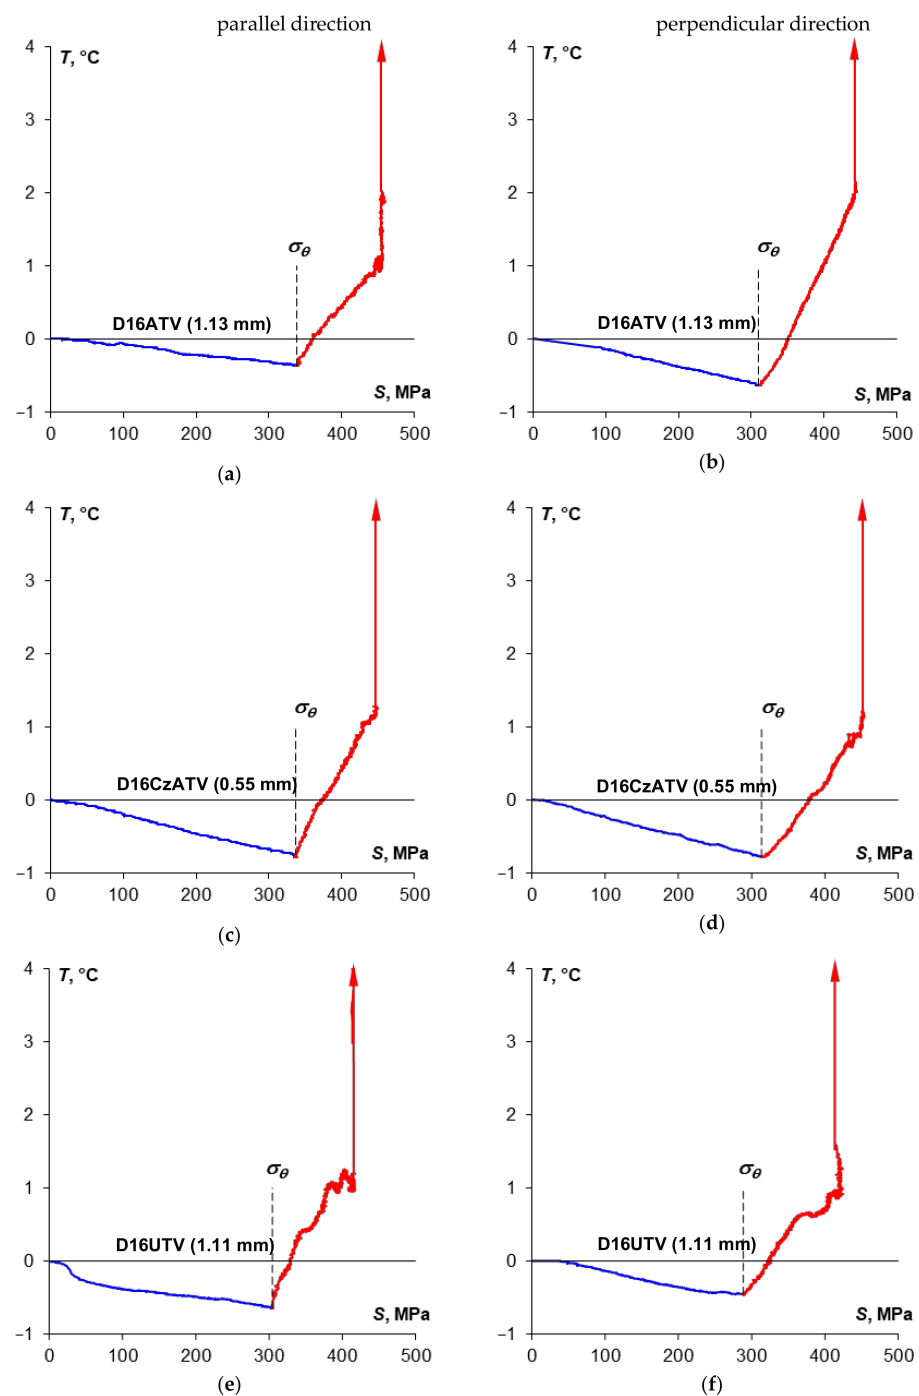 parallel direction
perpendicular direction
4
T, °C
3
2
σθ
1
D16ATV (1.13 mm)
0
S, MPa
−1
0 100 200 300 400 500
(a)
4
T, °C
3
2
σθ
1
D16ATV (1.13 mm)
0
S, MPa
−1
0 100 200 300 400 500
(b)
4
T, °C
3
2
σθ
1
D16CzATV (0.55 mm)
0
S, MPa
−1
0 100 200 300 400 500
(c)
4
T, °C
3
2
σθ
1
D16CzATV (0.55 mm)
0
S, MPa
−1
0 100 200 300 400 500
(d)
4
T, °C
3
2
σθ
1
D16UTV (1.11 mm)
0
S, MPa
−1
0 100 200 300 400 500
(e)
4
T, °C
3
2
σθ
1
D16UTV (1.11 mm)
0
S, MPa
−1
0 100 200 300 400 500
(f)